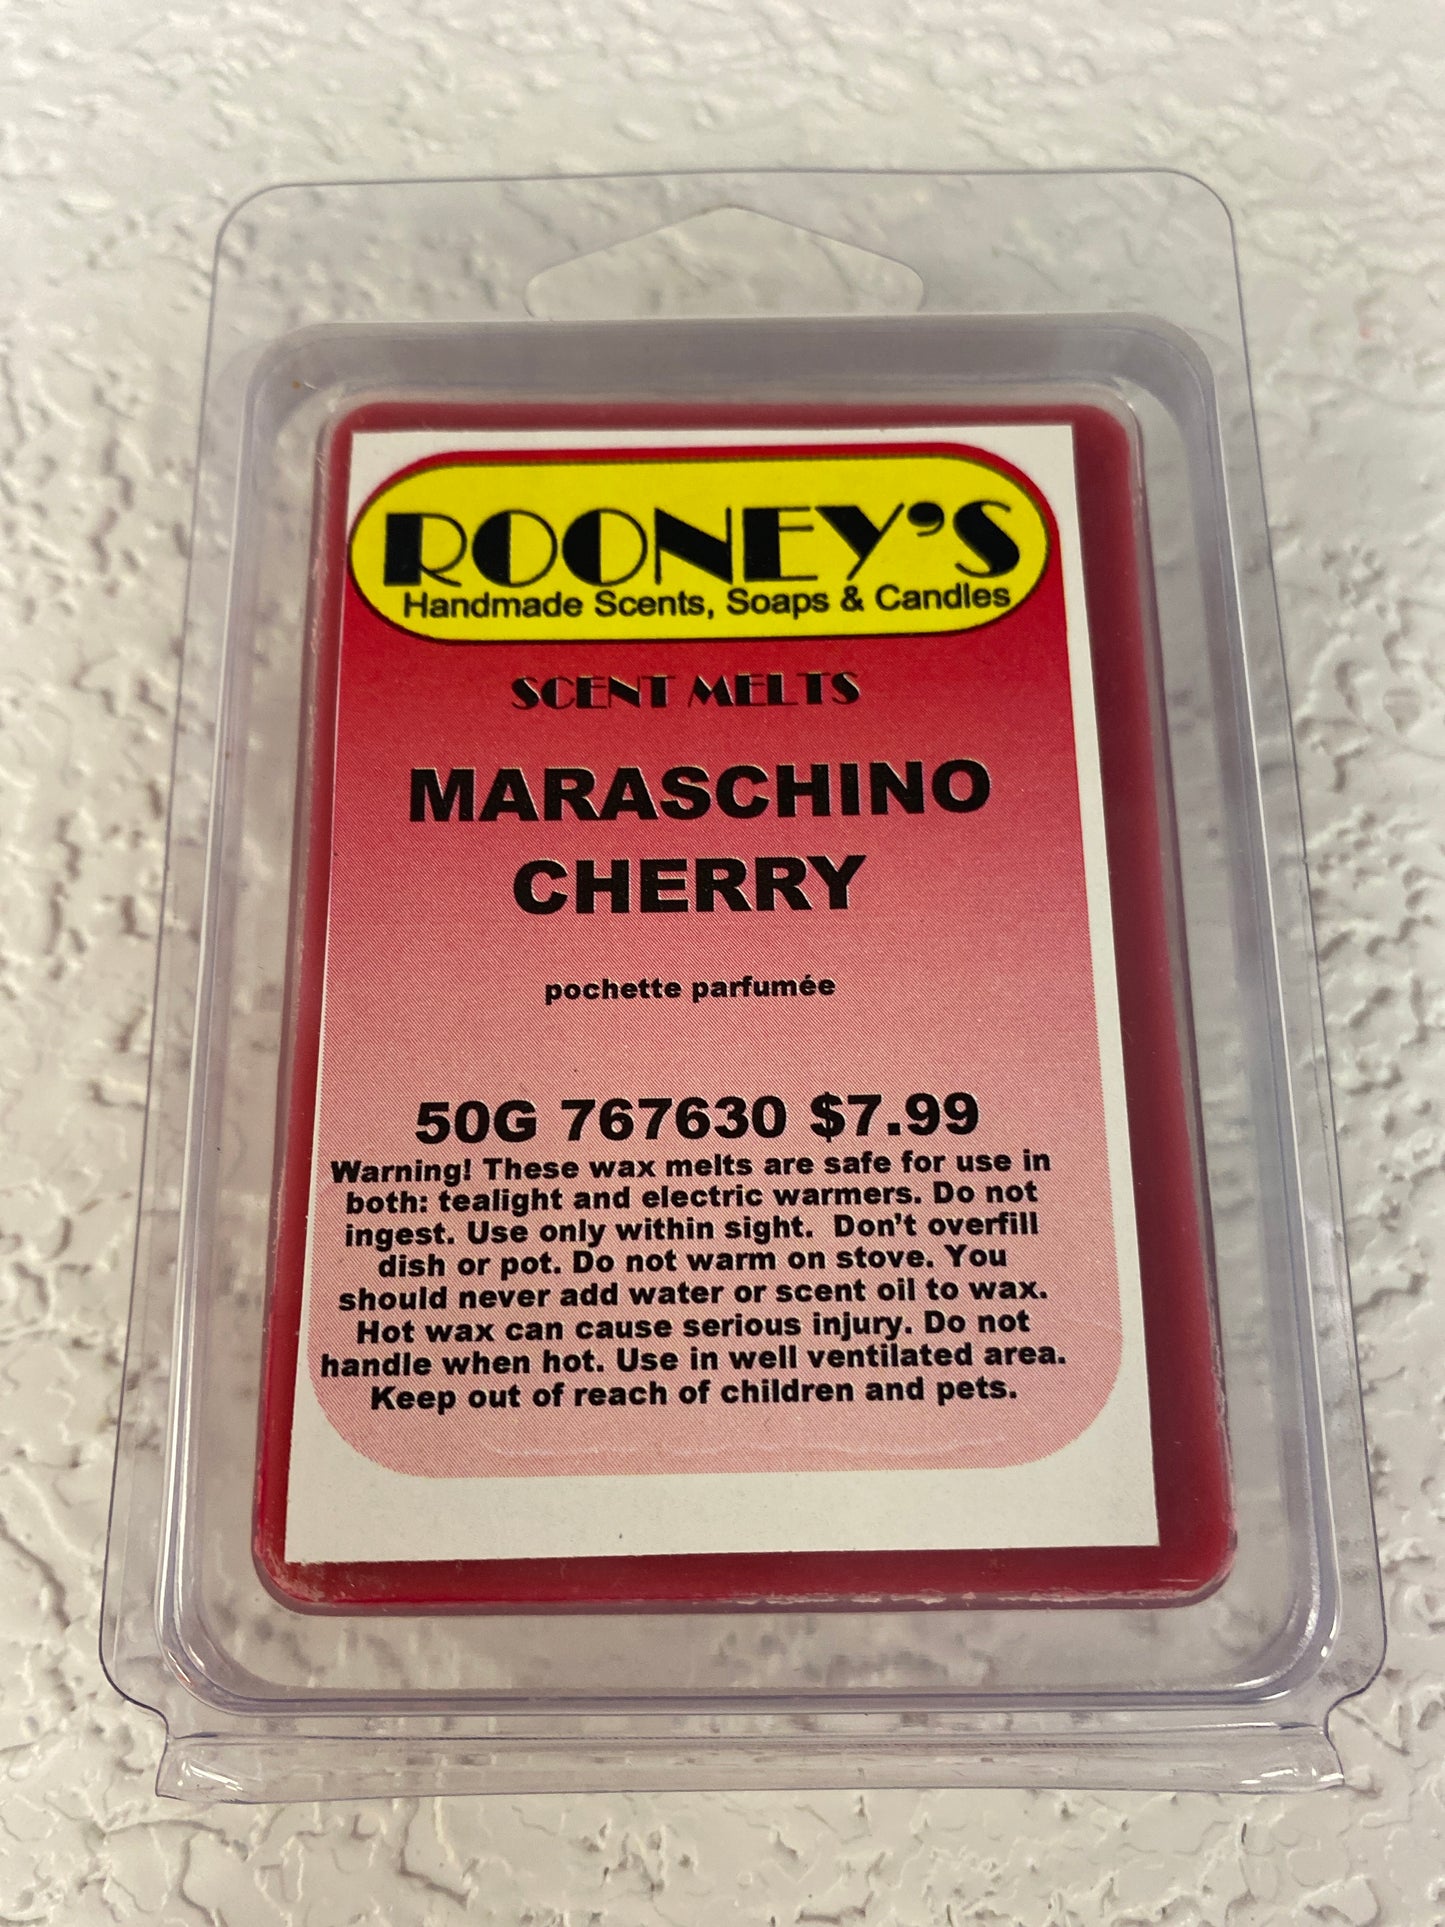 ROONEY'S
Handmade Scents, Soaps & Candles
SCENT MELTS
MARASCHINO
CHERRY
pochette parfumée
50G 767630 $7.99
Warning! These wax melts are safe for use in
both: tealight and electric warmers. Do not
ingest. Use only within sight. Don't overfill
dish or pot. Do not warm on stove. You
should never add water or scent oil to wax.
Hot wax can cause serious injury. Do not
handle when hot. Use in well ventilated area.
Keep out of reach of children and pets.